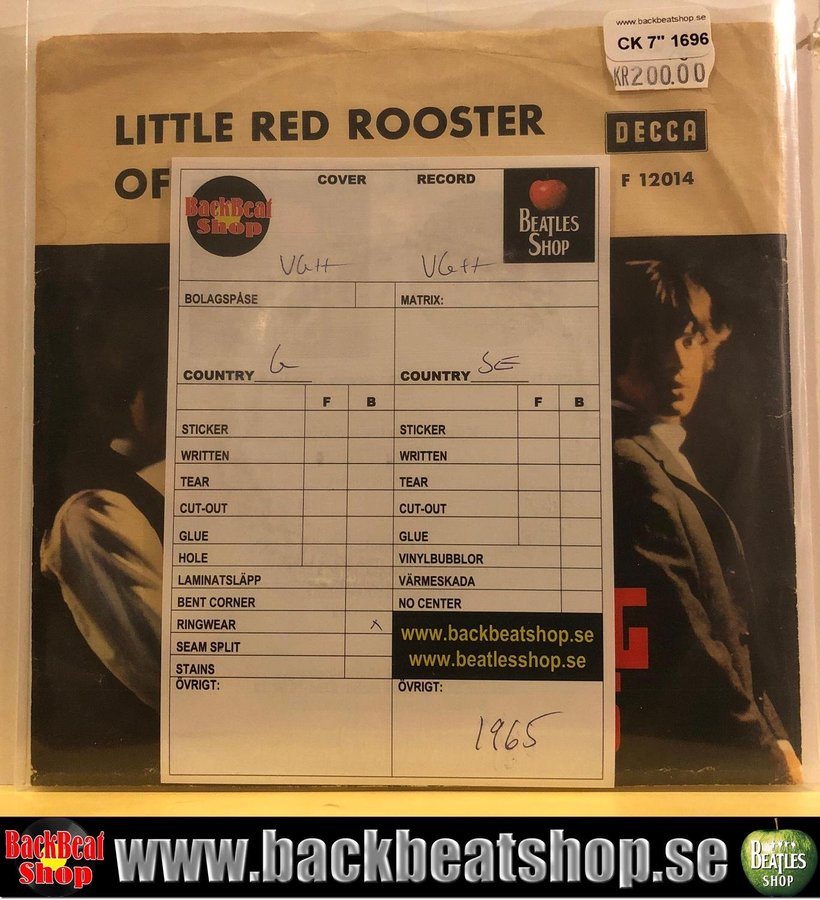 www.backbeatshop.se
CK 7" 1696
KR200.00
LITTLE RED ROOSTER
DECCA
OF
F 12014
COVER RECORD
BackBeat
Shop
BEATLES
SHOP
VG++ VG++
BOLAGSPÅSE MATRIX:
COUNTRY G COUNTRY SE
F B F B
STICKER STICKER
WRITTEN WRITTEN
TEAR TEAR
CUT-OUT CUT-OUT
GLUE GLUE
HOLE VINYLBUBBLOR
LAMINATSLÄPP VÄRMESKADA
BENT CORNER NO CENTER
RINGWEAR x
www.backbeatshop.se
SEAM SPLIT
www.beatlesshop.se
STAINS
ÖVRIGT: ÖVRIGT:
1965
BackBeat
Shop
www.backbeatshop.se
BEATLES
SHOP